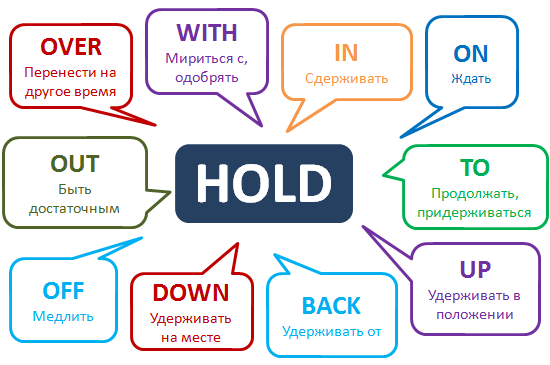 OVER
Перенести на
другое время
WITH
Мириться с,
одобрять
IN
Сдерживать
ON
Ждать
OUT
Быть
достаточным
HOLD
TO
Продолжать,
придерживаться
OFF
Медлить
DOWN
Удерживать
на месте
BACK
Удерживать от
UP
Удерживать в
положении